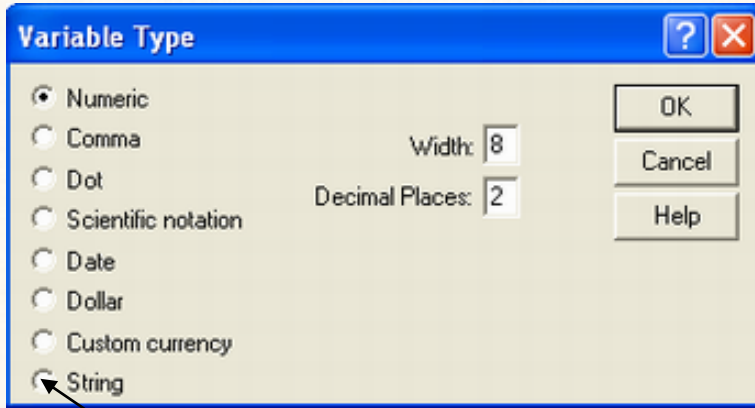 Variable Type
Numeric
Comma
Dot
Scientific notation
Date
Dollar
Custom currency
String
Width: 8
Decimal Places: 2
OK
Cancel
Help